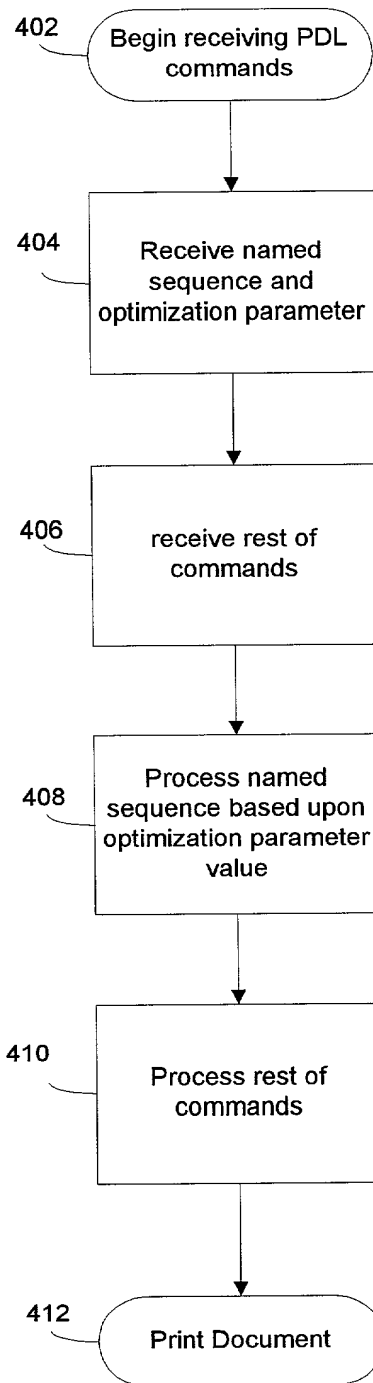 402
Begin receiving PDL
commands
404
Receive named
sequence and
optimization parameter
406
receive rest of
commands
408
Process named
sequence based upon
optimization parameter
value
410
Process rest of
commands
412
Print Document